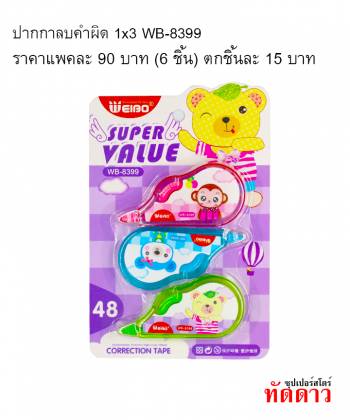 ปากกาลบคำผิด 1x3 WB-8399
ราคาแพคละ 90 บาท (6 ชิ้น) ตกชิ้นละ 15 บาท
WEIBO
SUPER
VALUE
WB-8399
48
CORRECTION TAPE
ซุปเปอร์สโตร์
ทัดดาว